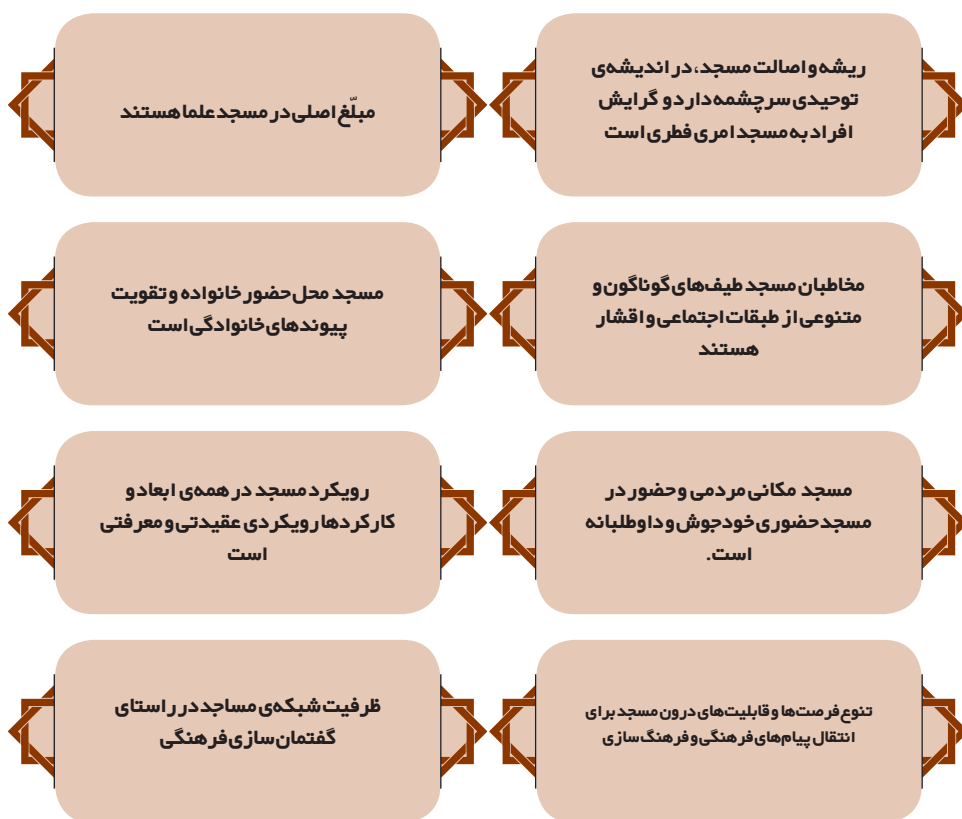 ریشه و اصالت مسجد، در اندیشه‌ی
توحیدی سرچشمه دارد و گرایش
افراد به مسجد امری فطری است
مبلّغ اصلی در مسجد علما هستند
مخاطبان مسجد طیف‌های گوناگون و
متنوعی از طبقات اجتماعی و اقشار
هستند
مسجد محل حضور خانواده و تقویت
پیوندهای خانوادگی است
مسجد مکانی مردمی و حضور در
مسجد حضوری خودجوش و داوطلبانه
است.
رویکرد مسجد در همه‌ی ابعاد و
کارکردها رویکردی عقیدتی و معرفتی
است
تنوع فرصت‌ها و قابلیت‌های درون مسجد برای
انتقال پیام‌های فرهنگی و فرهنگ سازی
ظرفیت شبکه‌ی مساجد در راستای
گفتمان سازی فرهنگی